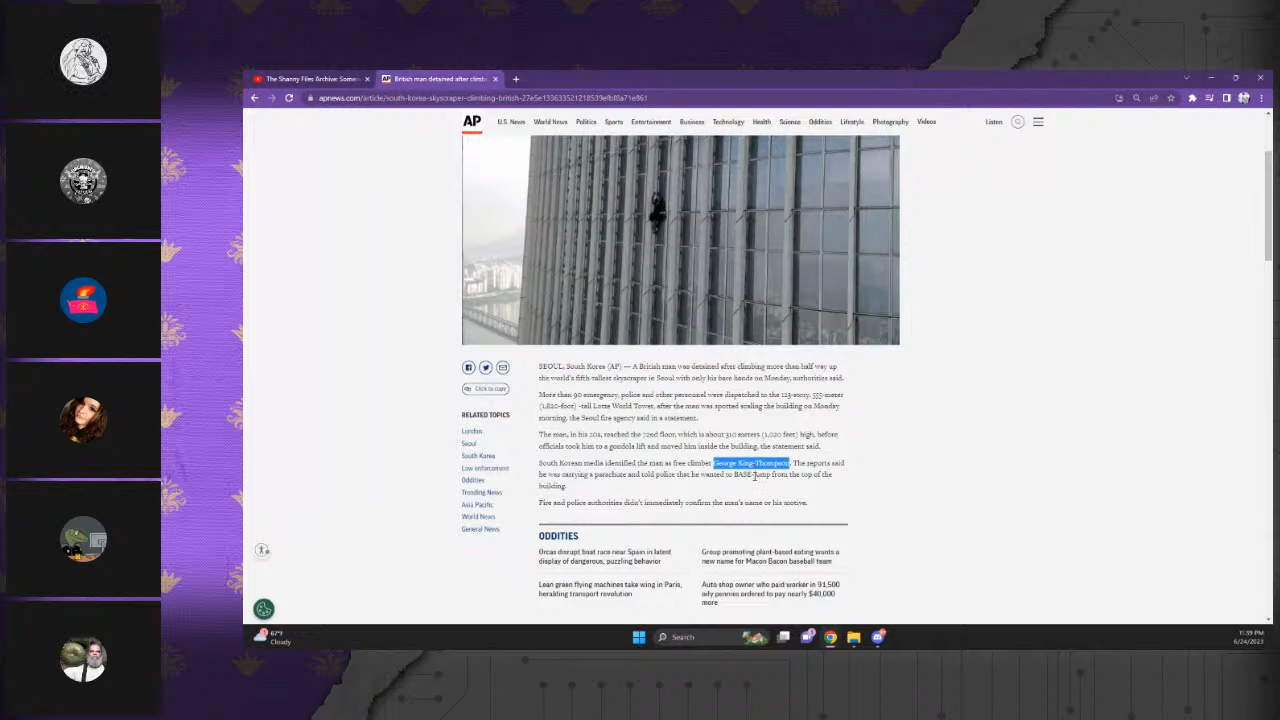 The Shanny Files Archive: Some
British man detained after climbi
apnews.com/article/south-korea-skyscraper-climbing-british-27e5e133633521218539efbf8a71e861
AP
U.S. News World News Politics Sports Entertainment Business Technology Health Science Oddities Lifestyle Photography Videos
Listen
Click to copy
RELATED TOPICS
London
Seoul
South Korea
Law enforcement
Oddities
Trending News
Asia Pacific
World News
General News
SEOUL, South Korea (AP) — A British man was detained after climbing more than half way up
the world's fifth-tallest skyscraper in Seoul with only his bare hands on Monday, authorities said.
More than 90 emergency, police and other personnel were dispatched to the 123-story, 555-meter
(1,820-foot) -tall Lotte World Tower, after the man was spotted scaling the building on Monday
morning, the Seoul fire agency said in a statement.
The man, in his 20s, reached the 72nd floor, which is about 310 meters (1,020 feet) high, before
officials took him to a gondola lift and moved him inside the building, the statement said.
South Korean media identified the man as free climber George King-Thompson. The reports said
he was carrying a parachute and told police that he wanted to BASE-jump from the top of the
building.
Fire and police authorities didn't immediately confirm the man's name or his motive.
ODDITIES
Orcas disrupt boat race near Spain in latest
display of dangerous, puzzling behavior
Group promoting plant-based eating wants a
new name for Macon Bacon baseball team
Lean green flying machines take wing in Paris,
heralding transport revolution
Auto shop owner who paid worker in 91,500
oily pennies ordered to pay nearly $40,000
more
67°F
Cloudy
Search
11:39 PM
6/24/2023